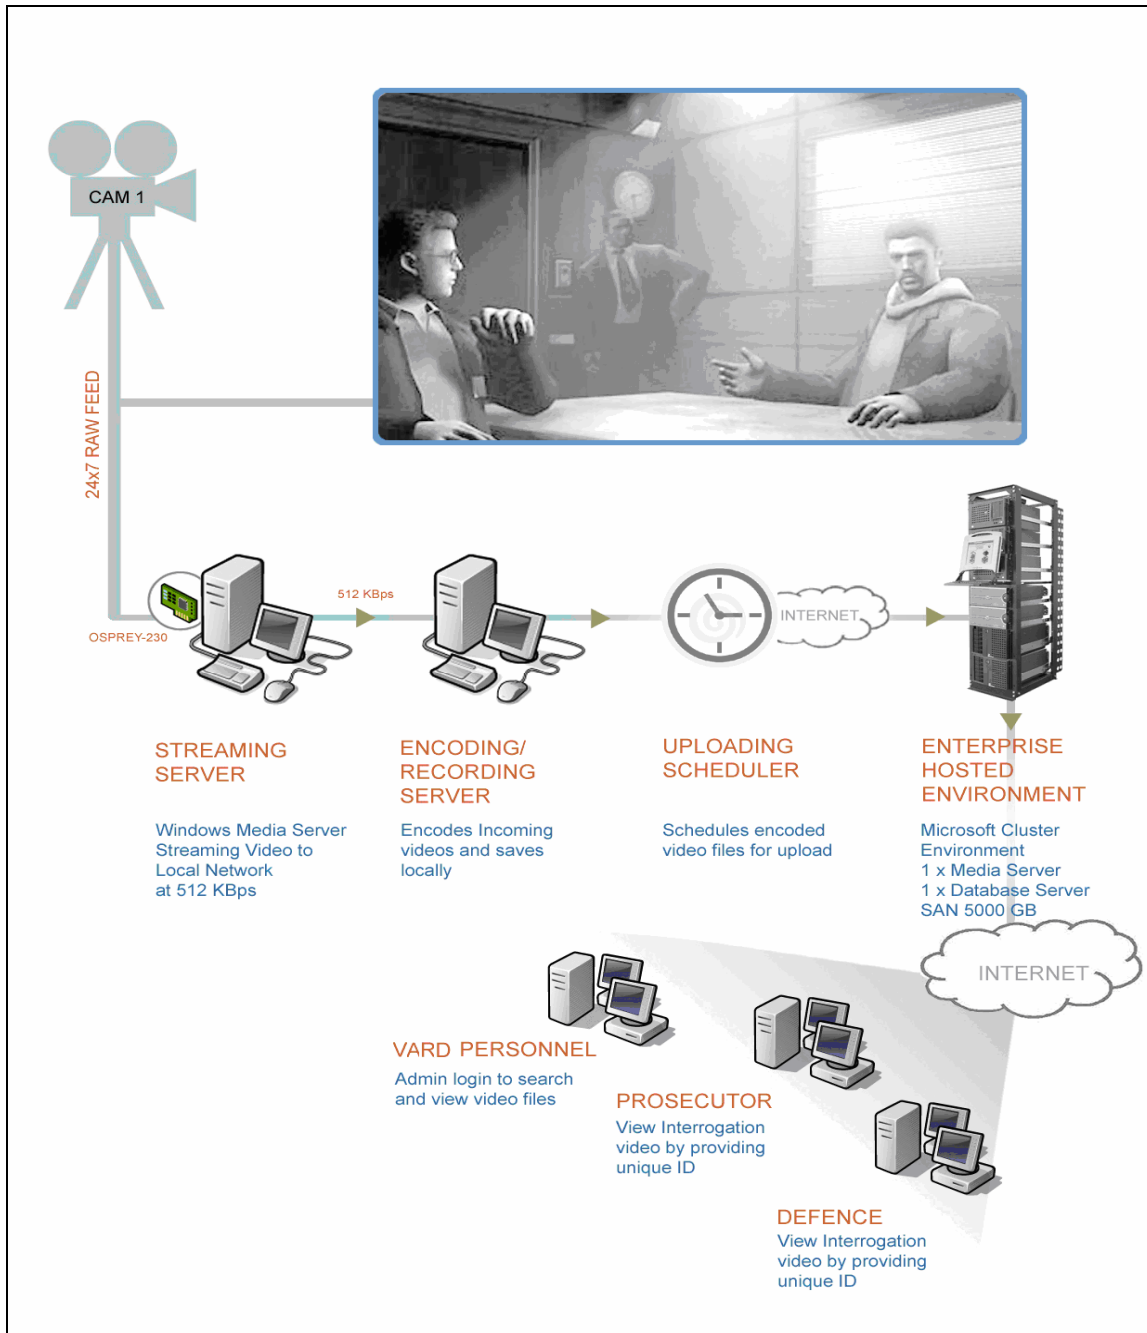 CAM 1
24x7 RAW FEED
OSPREY-230
512 KBps
INTERNET
STREAMING
SERVER
Windows Media Server
Streaming Video to
Local Network
at 512 KBps
ENCODING/
RECORDING
SERVER
Encodes Incoming
videos and saves
locally
UPLOADING
SCHEDULER
Schedules encoded
video files for upload
ENTERPRISE
HOSTED
ENVIRONMENT
Microsoft Cluster
Environment
1 x Media Server
1 x Database Server
SAN 5000 GB
INTERNET
VARD PERSONNEL
Admin login to search
and view video files
PROSECUTOR
View Interrogation
video by providing
unique ID
DEFENCE
View Interrogation
video by providing
unique ID